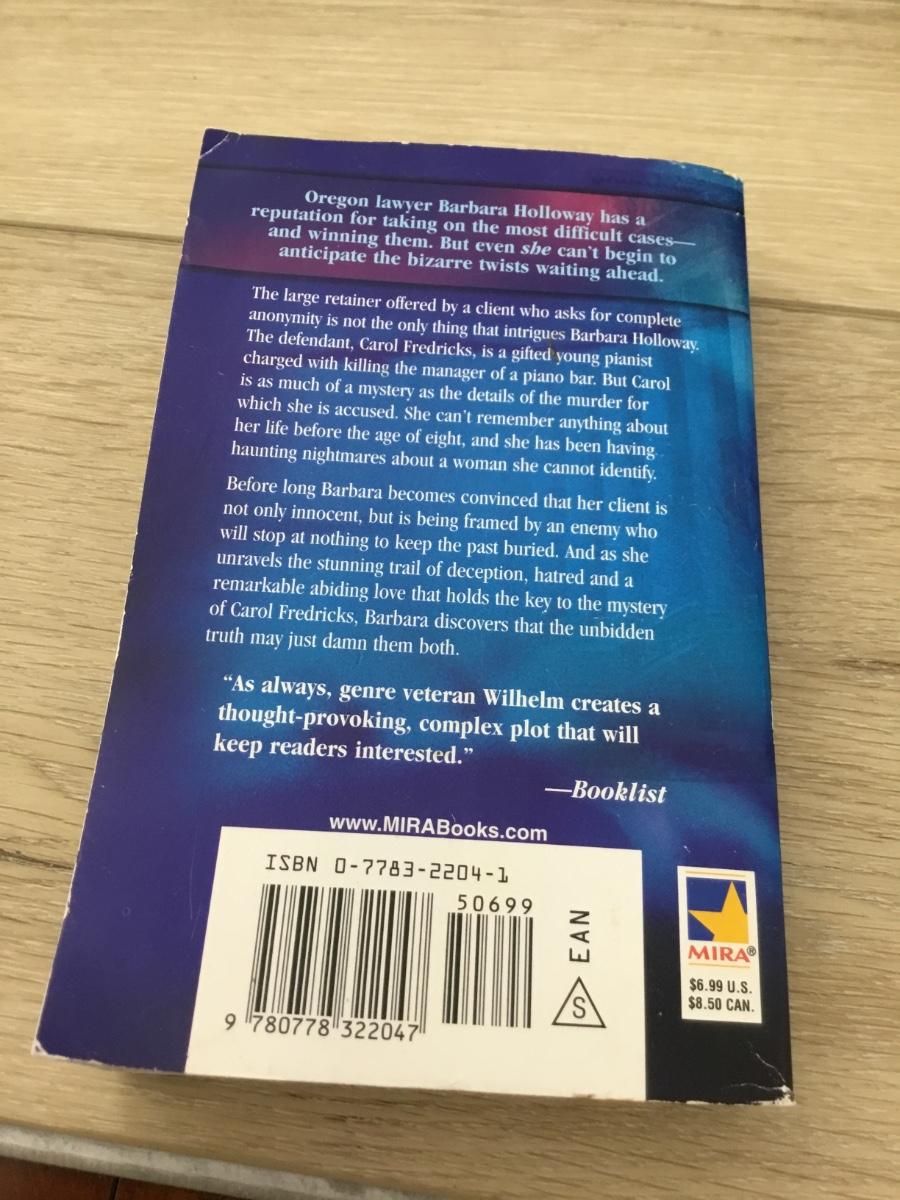 Oregon lawyer Barbara Holloway has a
reputation for taking on the most difficult cases—
and winning them. But even she can't begin to
anticipate the bizarre twists waiting ahead.
The large retainer offered by a client who asks for complete
anonymity is not the only thing that intrigues Barbara Holloway.
The defendant, Carol Fredricks, is a gifted young pianist
charged with killing the manager of a piano bar. But Carol
is as much of a mystery as the details of the murder for
which she is accused. She can't remember anything about
her life before the age of eight, and she has been having
haunting nightmares about a woman she cannot identify.
Before long Barbara becomes convinced that her client is
not only innocent, but is being framed by an enemy who
will stop at nothing to keep the past buried. And as she
unravels the stunning trail of deception, hatred and a
remarkable abiding love that holds the key to the mystery
of Carol Fredricks, Barbara discovers that the unbidden
truth may just damn them both.
“As always, genre veteran Wilhelm creates a
thought-provoking, complex plot that will
keep readers interested.”
—Booklist
www.MIRABooks.com
ISBN 0-7783-2204-1
50699
EAN
S
9 780778 322047
MIRA®
$6.99 U.S.
$8.50 CAN.